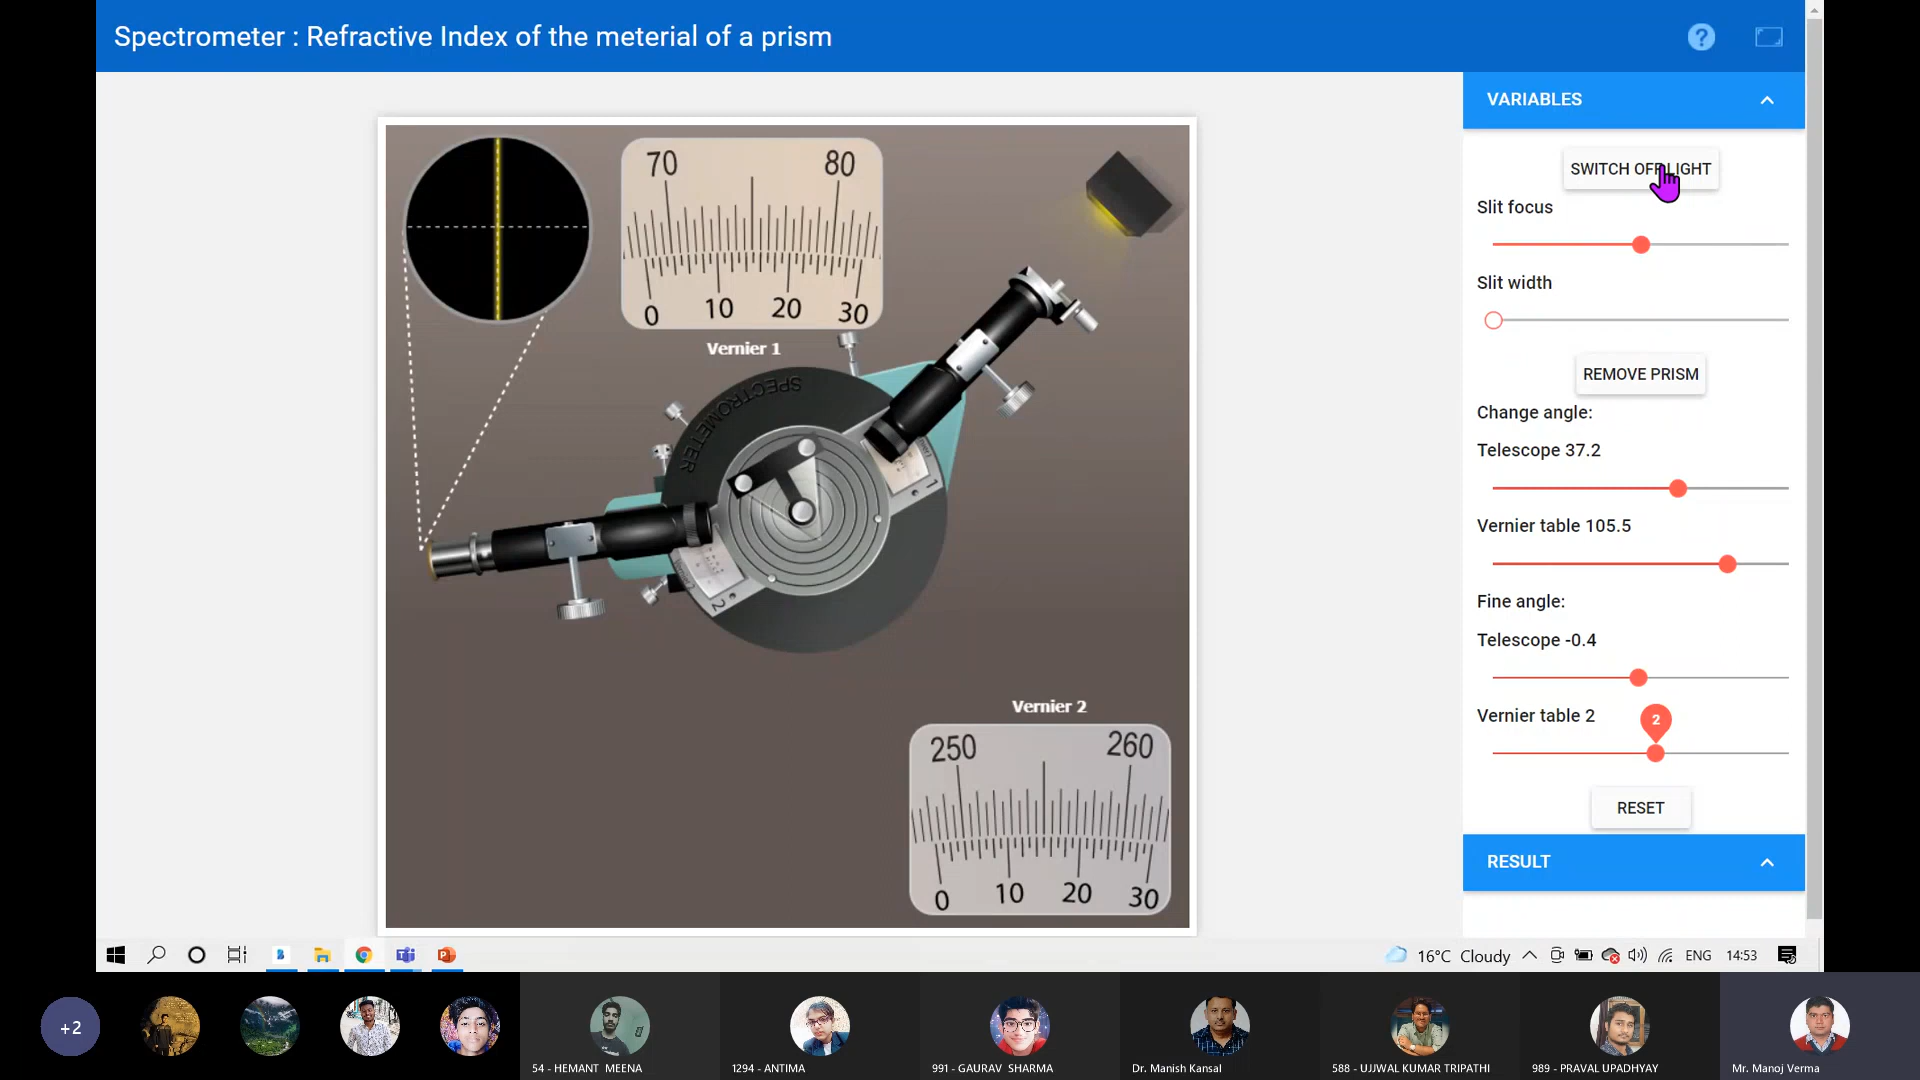 Spectrometer : Refractive Index of the meterial of a prism
?
VARIABLES
SWITCH OFF LIGHT
Slit focus
Slit width
REMOVE PRISM
Change angle:
Telescope 37.2
Vernier table 105.5
Fine angle:
Telescope -0.4
Vernier table 2
2
RESET
RESULT
70 80
0 10 20 30
Vernier 1
SPECTROMETER
1
2
Vernier 2
250 260
0 10 20 30
16°C Cloudy
ENG
14:53
+2
54 - HEMANT MEENA
1294 - ANTIMA
991 - GAURAV SHARMA
Dr. Manish Kansal
588 - UJJWAL KUMAR TRIPATHI
989 - PRAVAL UPADHYAY
Mr. Manoj Verma